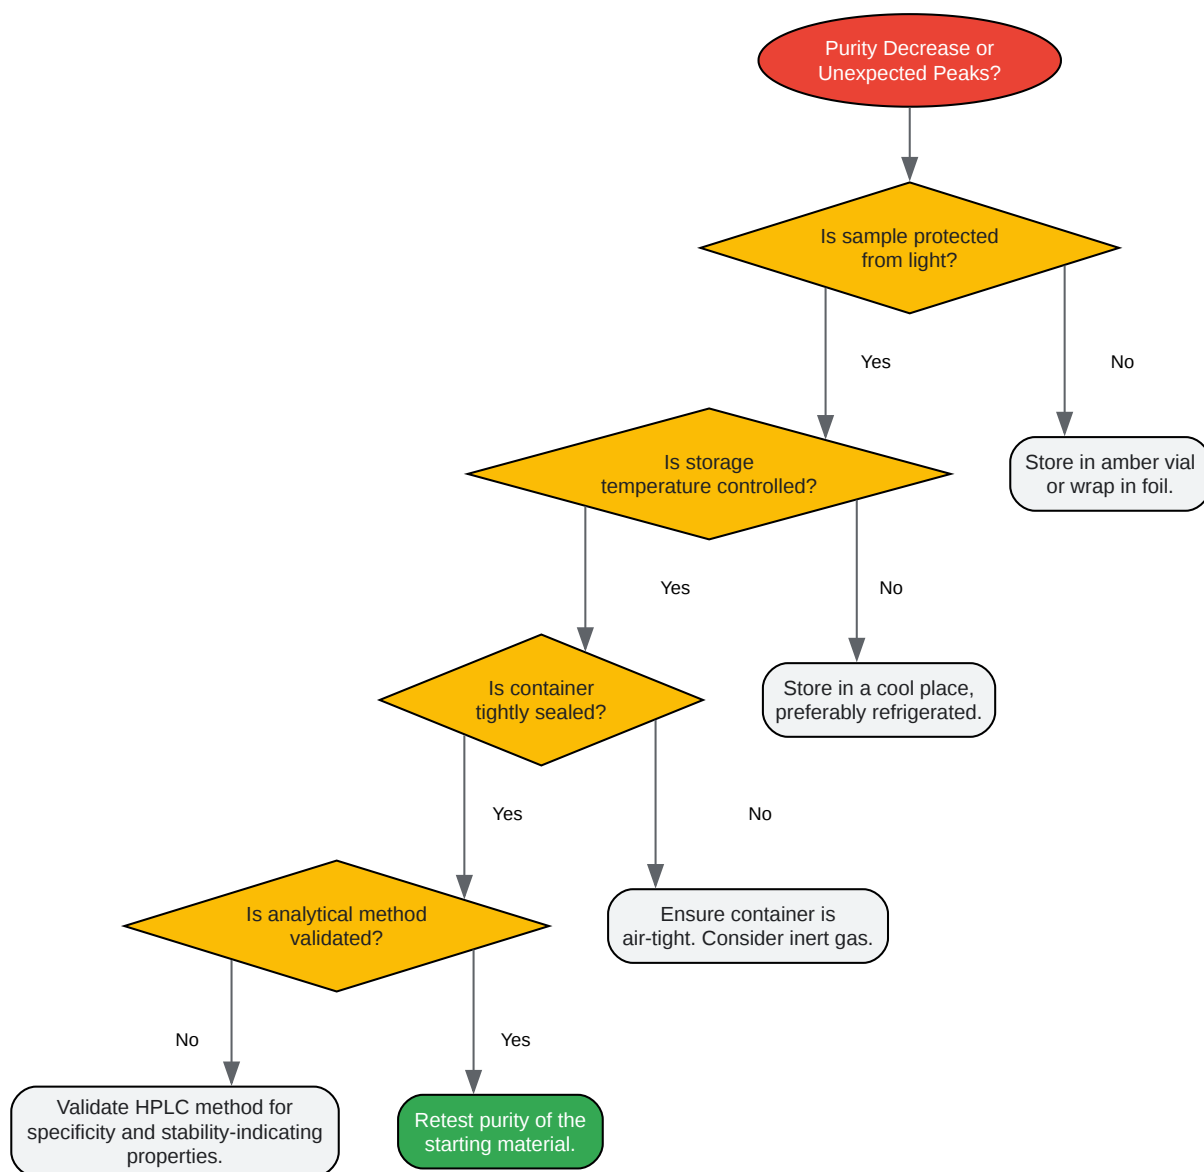 Purity Decrease or
Unexpected Peaks?
Is sample protected
from light?
Yes
No
Is storage
temperature controlled?
Store in amber vial
or wrap in foil.
Yes
No
Is container
tightly sealed?
Store in a cool place,
preferably refrigerated.
Yes
No
Is analytical method
validated?
Ensure container is
air-tight. Consider inert gas.
No
Yes
Validate HPLC method for
specificity and stability-indicating
properties.
Retest purity of the
starting material.